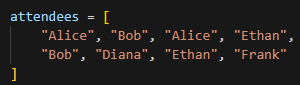 attendees = [
    "Alice", "Bob", "Alice", "Ethan",
    "Bob", "Diana", "Ethan", "Frank"
]